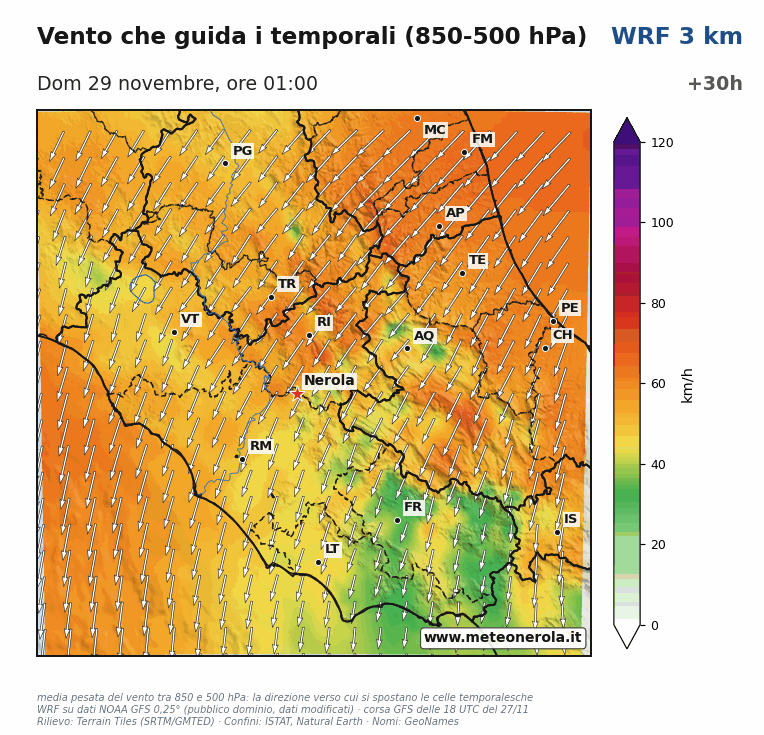 Vento che guida i temporali (850-500 hPa) WRF 3 km
Dom 29 novembre, ore 01:00 +30h
MC
FM
PG
AP
TE
TR
PE
VT
RI
CH
AQ
Nerola
RM
FR
IS
LT
www.meteonerola.it
120
100
80
60
40
20
0
km/h
media pesata del vento tra 850 e 500 hPa: la direzione verso cui si spostano le celle temporalesche
WRF su dati NOAA GFS 0,25° (pubblico dominio, dati modificati) · corsa GFS delle 18 UTC del 27/11
Rilievo: Terrain Tiles (SRTM/GMTED) · Confini: ISTAT, Natural Earth · Nomi: GeoNames